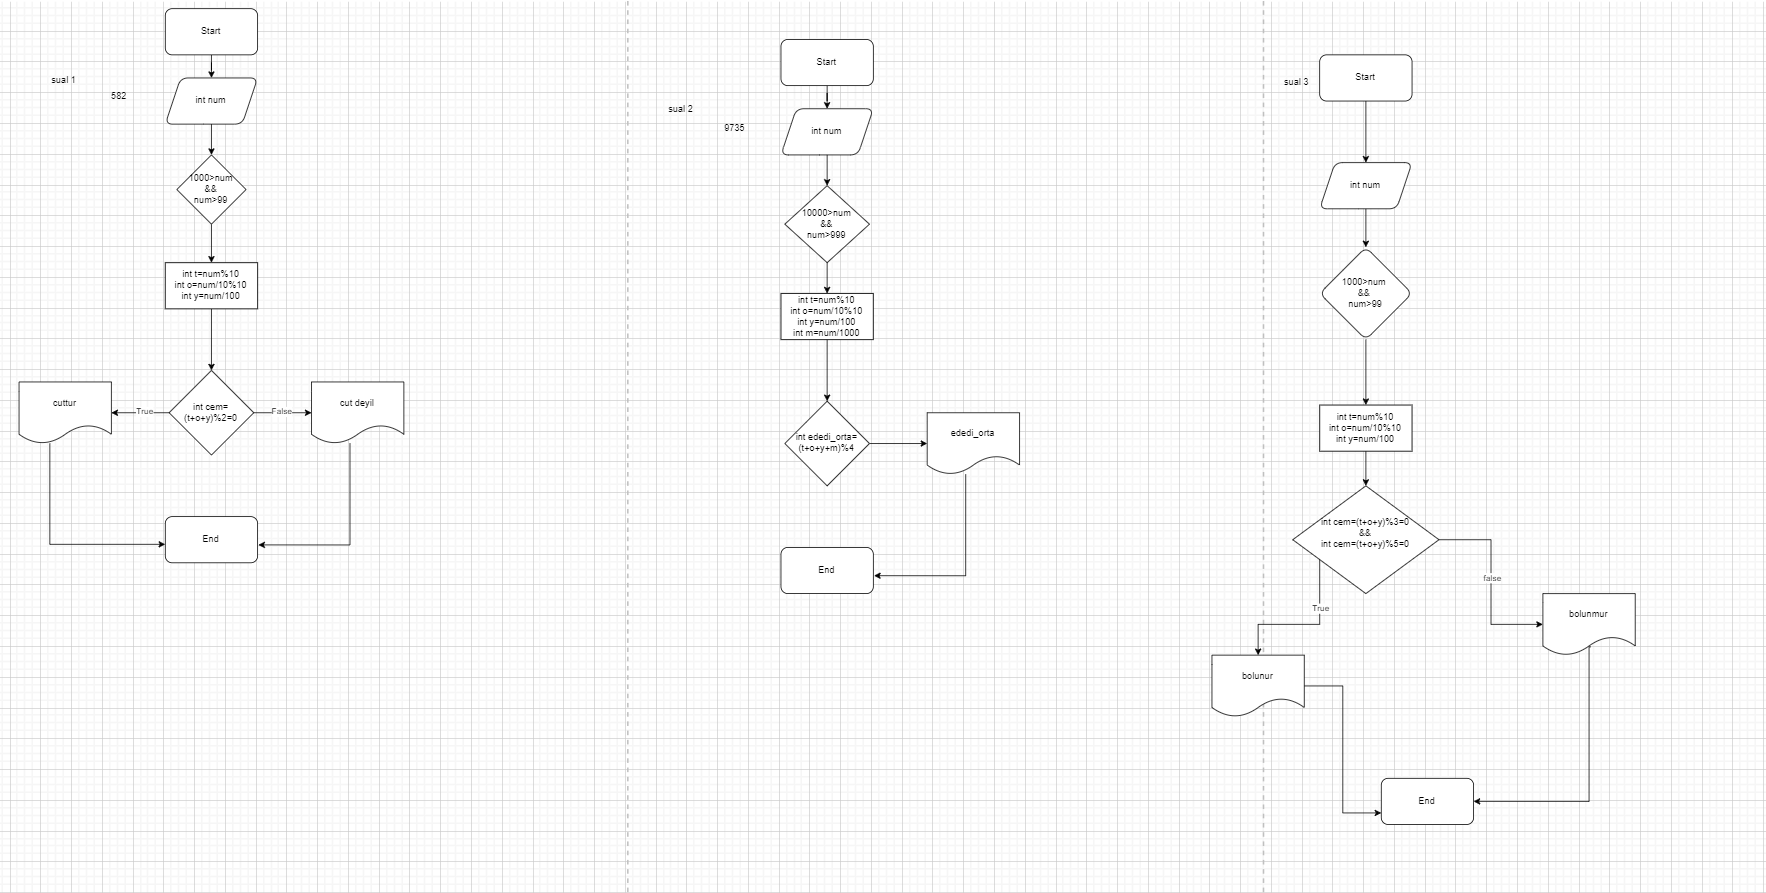 sual 1
582
Start
int num
1000>num
&&
num>99
int t=num%10
int o=num/10%10
int y=num/100
int cem=
(t+o+y)%2=0
True
cuttur
False
cut deyil
End
sual 2
9735
Start
int num
10000>num
&&
num>999
int t=num%10
int o=num/10%10
int y=num/100
int m=num/1000
int ededi_orta=
(t+o+y+m)%4
ededi_orta
End
sual 3
Start
int num
1000>num
&&
num>99
int t=num%10
int o=num/10%10
int y=num/100
int cem=(t+o+y)%3=0
&&
int cem=(t+o+y)%5=0
True
bolunur
false
bolunmur
End